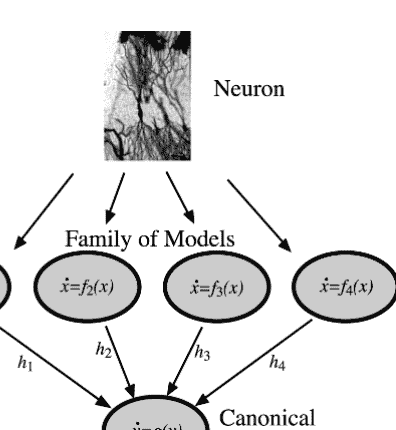 Neuron
Family of Models
ẋ=f₂(x) ẋ=f₃(x) ẋ=f₄(x)
h₁ h₂ h₃ h₄
Canonical